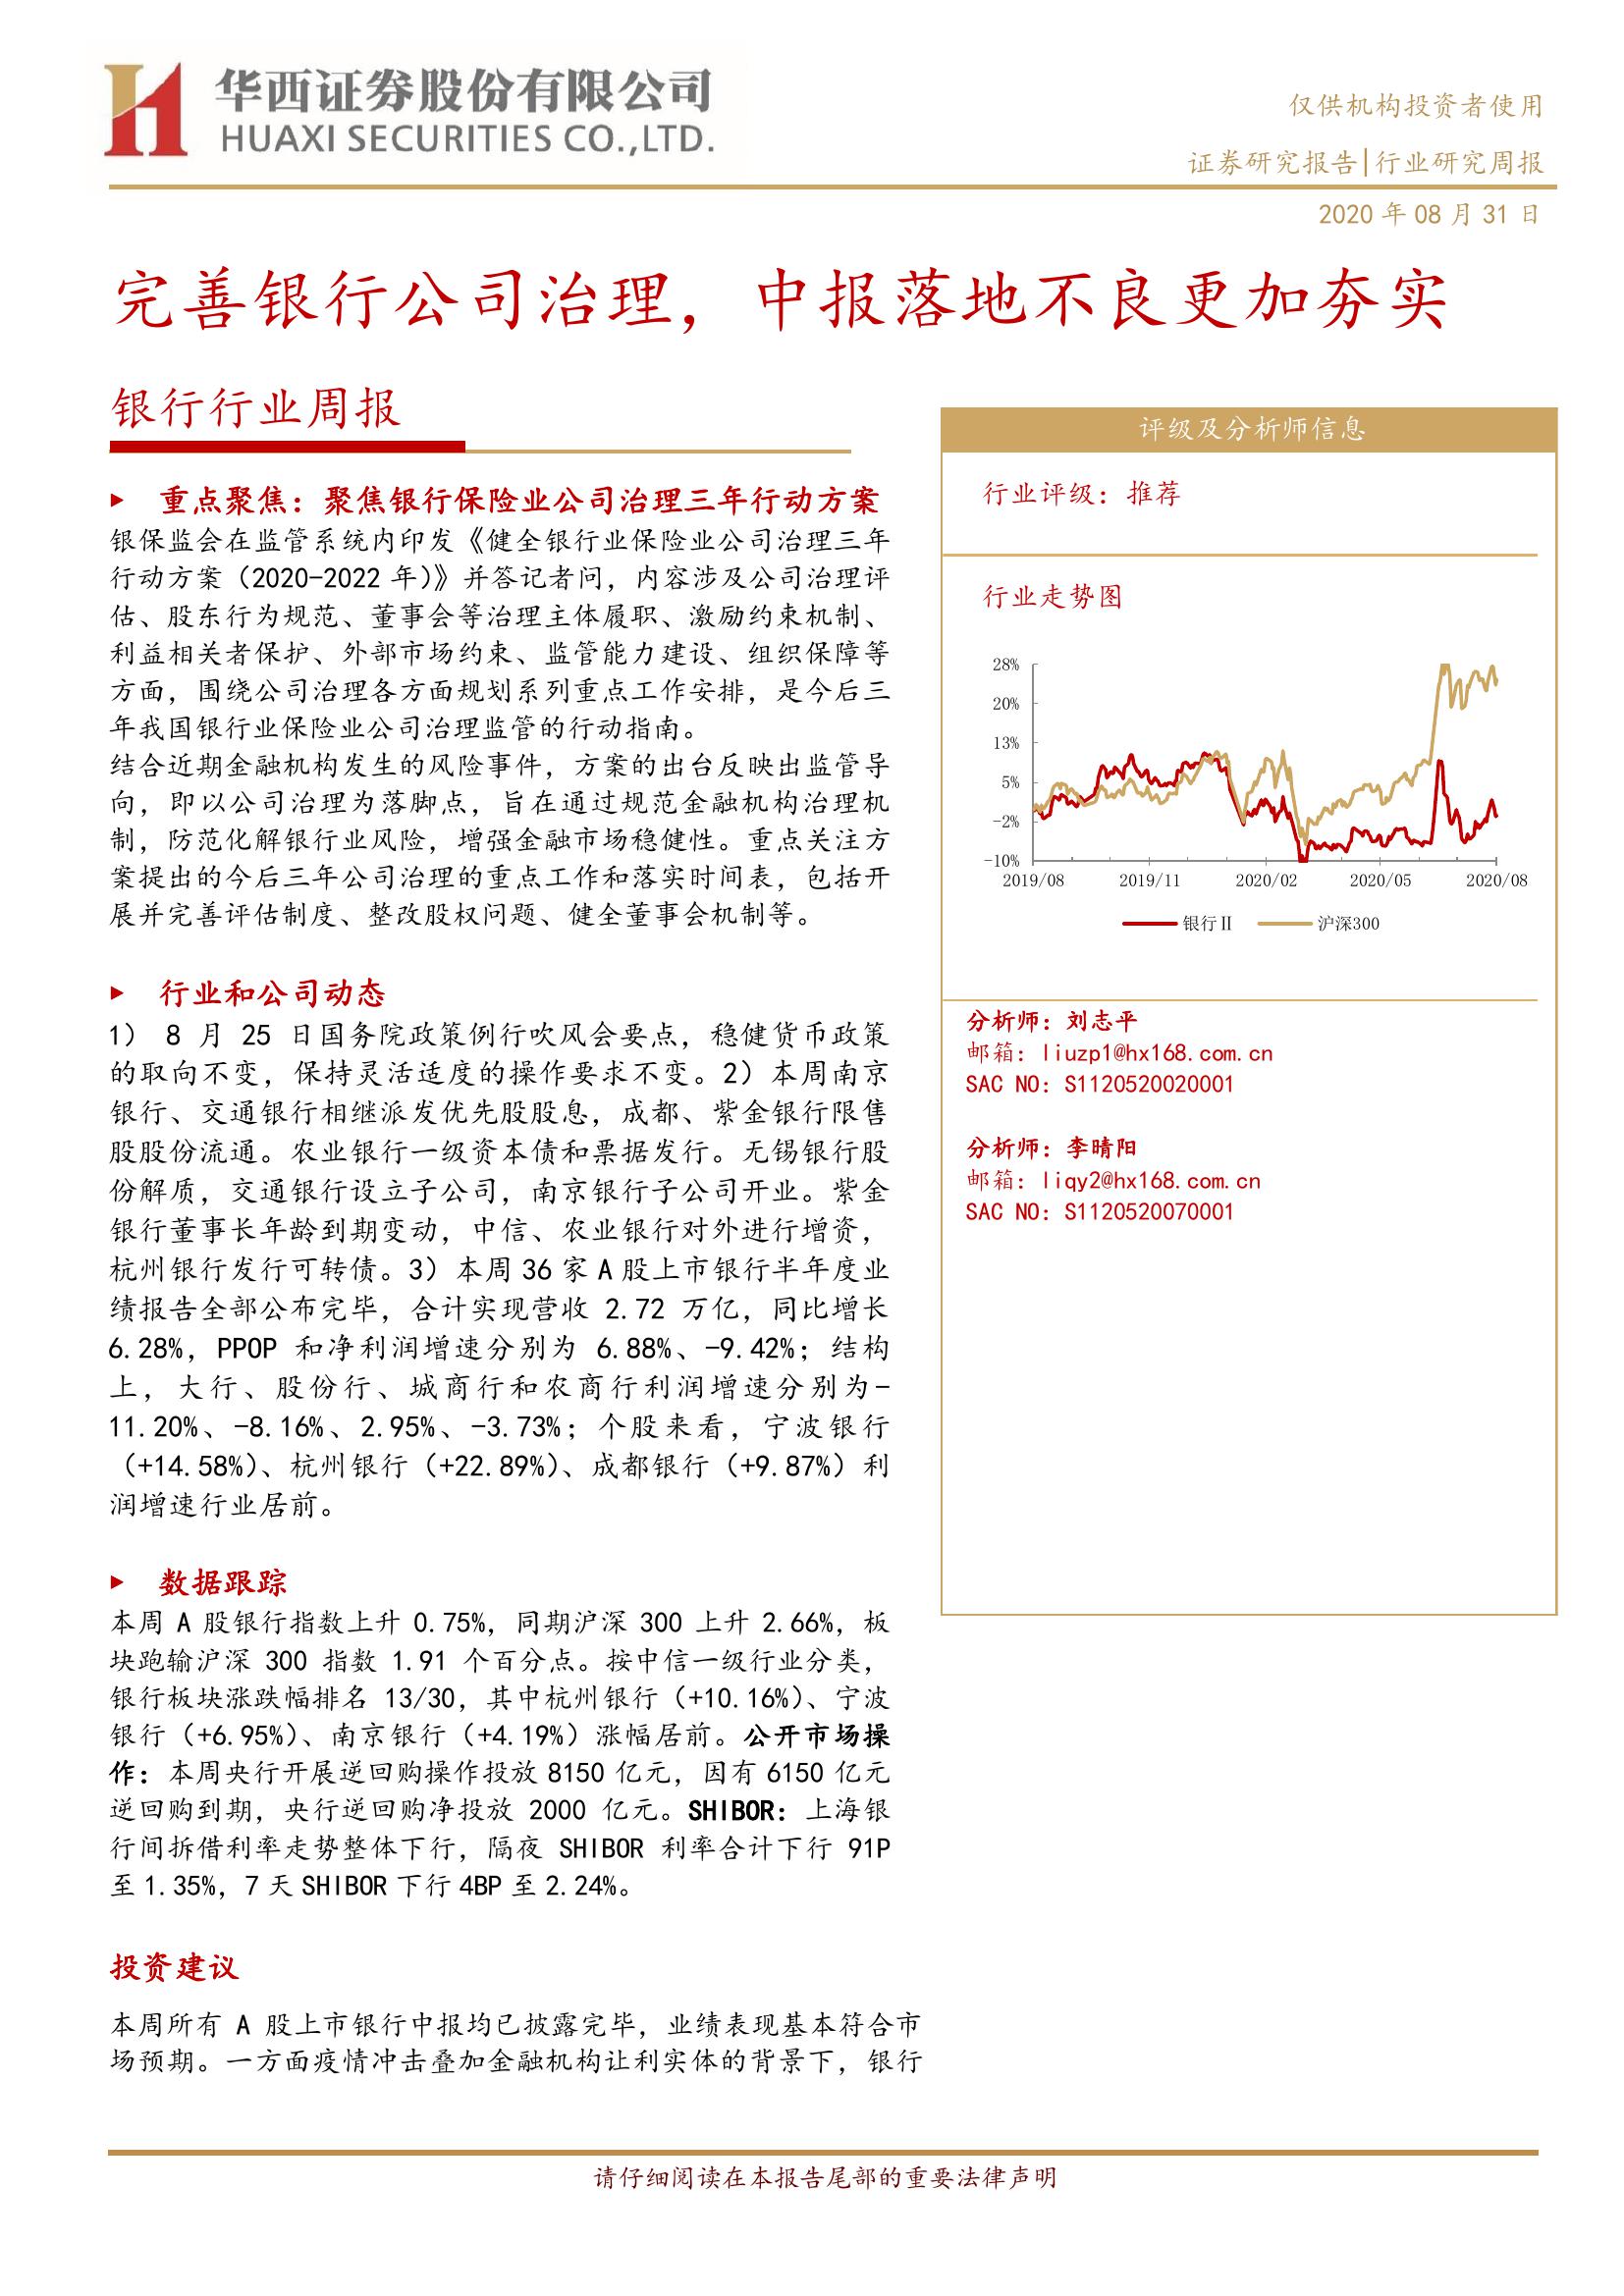 华西证券股份有限公司
HUAXI SECURITIES CO.,LTD.
仅供机构投资者使用
证券研究报告|行业研究周报
2020 年 08 月 31 日
完善银行公司治理，中报落地不良更加夯实
银行行业周报
重点聚焦：聚焦银行保险业公司治理三年行动方案
银保监会在监管系统内印发《健全银行业保险业公司治理三年
行动方案（2020-2022 年）》并答记者问，内容涉及公司治理评
估、股东行为规范、董事会等治理主体履职、激励约束机制、
利益相关者保护、外部市场约束、监管能力建设、组织保障等
方面，围绕公司治理各方面规划系列重点工作安排，是今后三
年我国银行业保险业公司治理监管的行动指南。
结合近期金融机构发生的风险事件，方案的出台反映出监管导
向，即以公司治理为落脚点，旨在通过规范金融机构治理机
制，防范化解银行业风险，增强金融市场稳健性。重点关注方
案提出的今后三年公司治理的重点工作和落实时间表，包括开
展并完善评估制度、整改股权问题、健全董事会机制等。
行业和公司动态
1） 8 月 25 日国务院政策例行吹风会要点，稳健货币政策
的取向不变，保持灵活适度的操作要求不变。2）本周南京
银行、交通银行相继派发优先股股息，成都、紫金银行限售
股股份流通。农业银行一级资本债和票据发行。无锡银行股
份解质，交通银行设立子公司，南京银行子公司开业。紫金
银行董事长年龄到期变动，中信、农业银行对外进行增资，
杭州银行发行可转债。3）本周 36 家 A 股上市银行半年度业
绩报告全部公布完毕，合计实现营收 2.72 万亿，同比增长
6.28%，PPOP 和净利润增速分别为 6.88%、-9.42%；结构
上，大行、股份行、城商行和农商行利润增速分别为-
11.20%、-8.16%、2.95%、-3.73%；个股来看，宁波银行
（+14.58%）、杭州银行（+22.89%）、成都银行（+9.87%）利
润增速行业居前。
数据跟踪
本周 A 股银行指数上升 0.75%，同期沪深 300 上升 2.66%，板
块跑输沪深 300 指数 1.91 个百分点。按中信一级行业分类，
银行板块涨跌幅排名 13/30，其中杭州银行（+10.16%）、宁波
银行（+6.95%）、南京银行（+4.19%）涨幅居前。公开市场操
作：本周央行开展逆回购操作投放 8150 亿元，因有 6150 亿元
逆回购到期，央行逆回购净投放 2000 亿元。SHIBOR：上海银
行间拆借利率走势整体下行，隔夜 SHIBOR 利率合计下行 91P
至 1.35%，7 天 SHIBOR 下行 4BP 至 2.24%。
投资建议
本周所有 A 股上市银行中报均已披露完毕，业绩表现基本符合市
场预期。一方面疫情冲击叠加金融机构让利实体的背景下，银行
评级及分析师信息
行业评级：推荐
行业走势图
28%
20%
13%
5%
-2%
-10%
2019/08 2019/11 2020/02 2020/05 2020/08
银行Ⅱ 沪深300
分析师：刘志平
邮箱：liuzp1@hx168.com.cn
SAC NO：S1120520020001
分析师：李晴阳
邮箱：liqy2@hx168.com.cn
SAC NO：S1120520070001
请仔细阅读在本报告尾部的重要法律声明